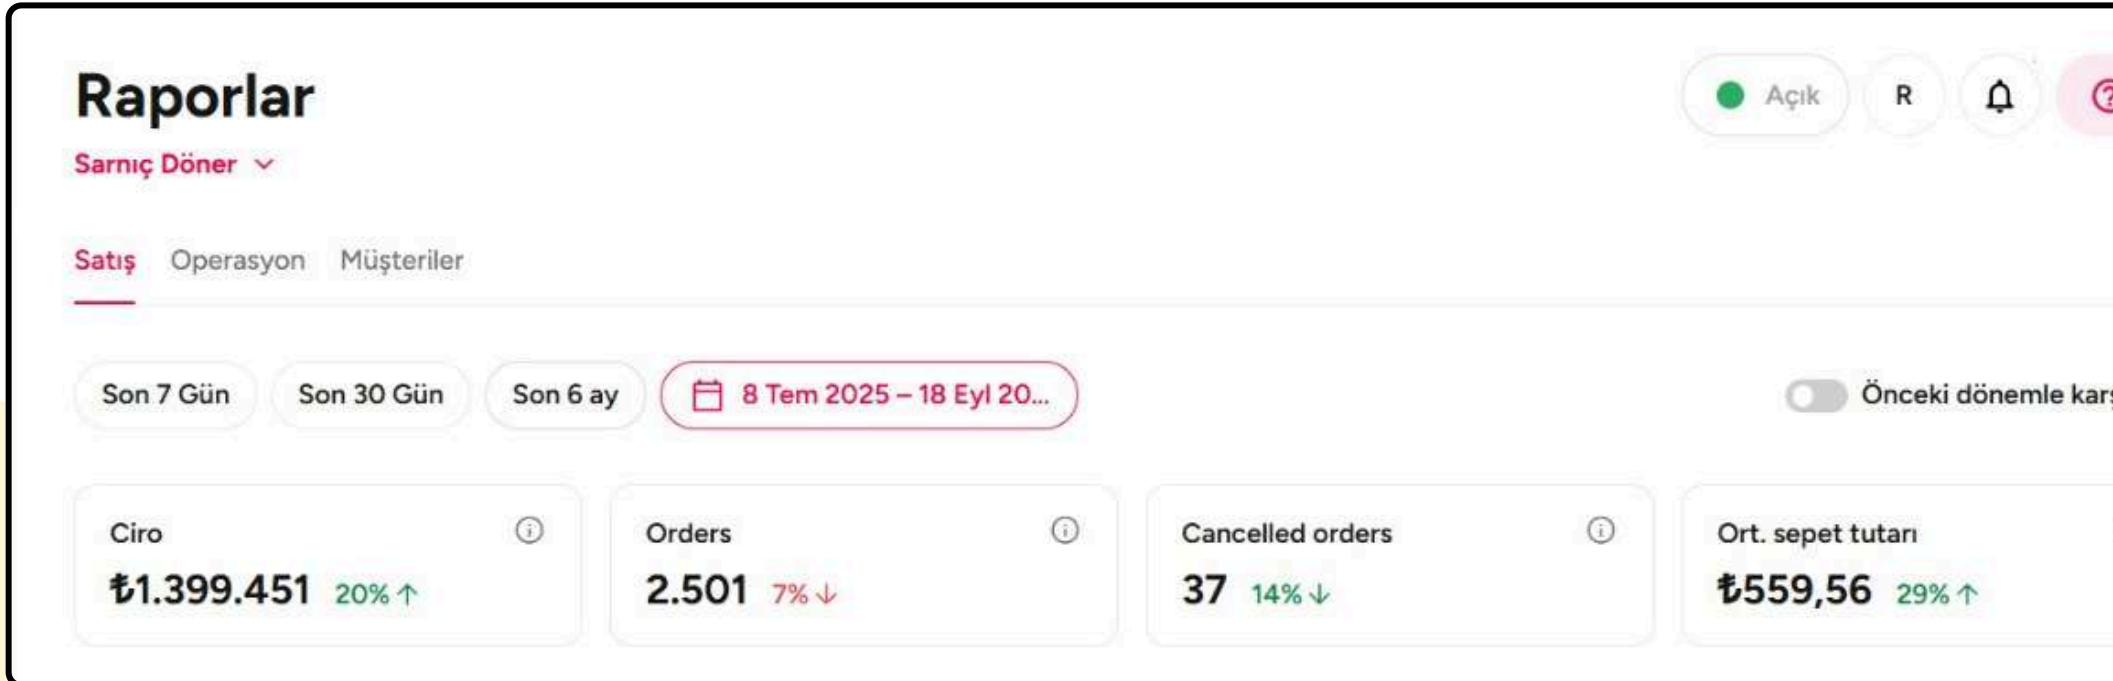 Raporlar
Açık
R
Sarnıç Döner
Satış Operasyon Müşteriler
Son 7 Gün Son 30 Gün Son 6 ay 8 Tem 2025 – 18 Eyl 20... Önceki dönemle
Ciro Orders Cancelled orders Ort. sepet tutarı
₺1.399.451 20% ↑ 2.501 7% ↓ 37 14% ↓ ₺559,56 29% ↑